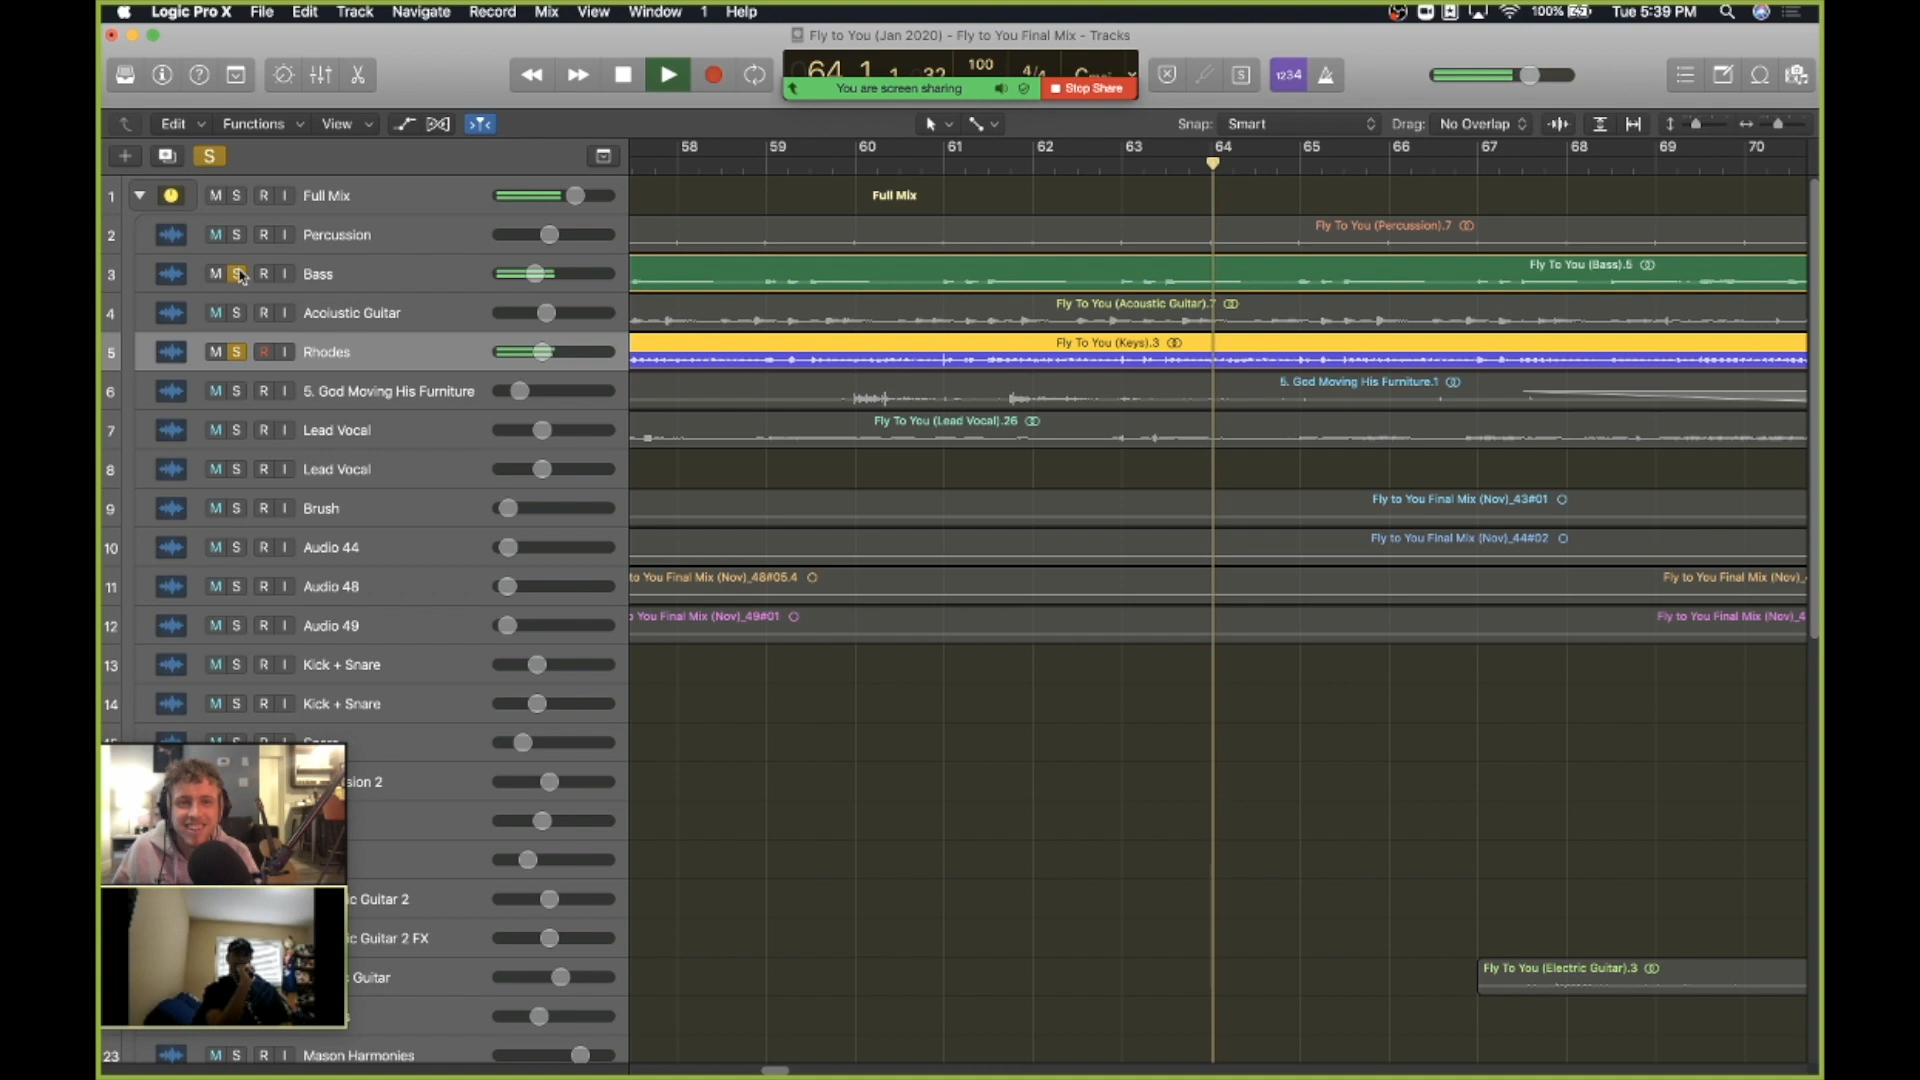 Logic Pro X File Edit Track Navigate Record Mix View Window 1 Help
100% Tue 5:39 PM
Fly to You (Jan 2020) - Fly to You Final Mix - Tracks
64 1 1 32 100 4/4
1234
You are screen sharing Stop Share
Edit Functions View Snap: Smart Drag: No Overlap
S
58 59 60 61 62 63 64 65 66 67 68 69 70
1 M S R I Full Mix Full Mix
2 M S R I Percussion Fly To You (Percussion).7
3 M S R I Bass Fly To You (Bass).5
4 M S R I Acoiustic Guitar Fly To You (Acoustic Guitar).7
5 M S R I Rhodes Fly To You (Keys).3
6 M S R I 5. God Moving His Furniture 5. God Moving His Furniture.1
7 M S R I Lead Vocal Fly To You (Lead Vocal).26
8 M S R I Lead Vocal
9 M S R I Brush Fly to You Final Mix (Nov)_43#01
10 M S R I Audio 44 Fly to You Final Mix (Nov)_44#02
11 M S R I Audio 48 to You Final Mix (Nov)_48#05.4 Fly to You Final Mix (Nov)_
12 M S R I Audio 49 You Final Mix (Nov)_49#01 Fly to You Final Mix (Nov)_4
13 M S R I Kick + Snare
14 M S R I Kick + Snare
sion 2
ic Guitar 2
ic Guitar 2 FX
Guitar Fly To You (Electric Guitar).3
23 M S R I Mason Harmonies